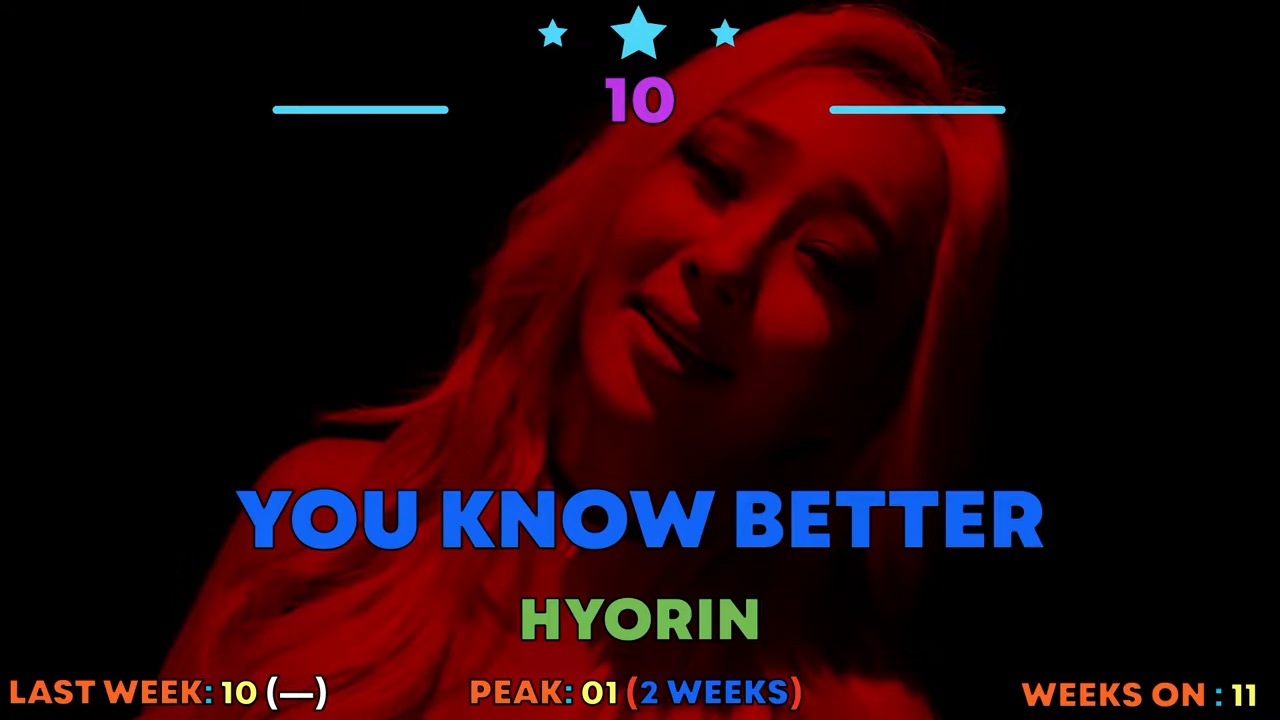 10
YOU KNOW BETTER
HYORIN
LAST WEEK: 10 (—) PEAK: 01 (2 WEEKS) WEEKS ON : 11